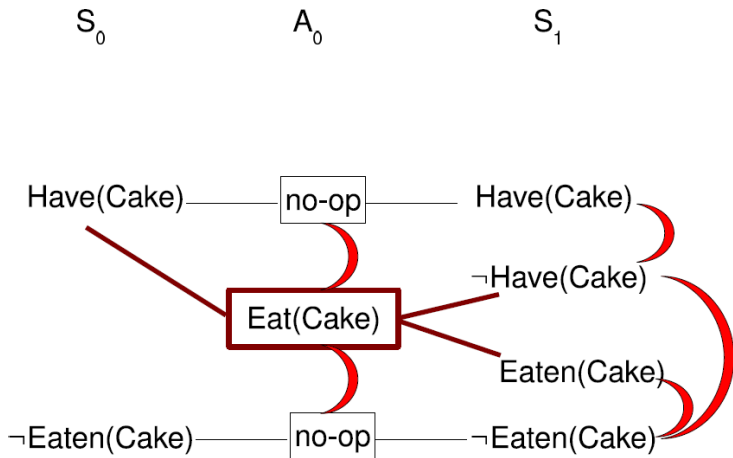 S0 A0 S1
Have(Cake) no-op Have(Cake)
¬Have(Cake)
Eat(Cake)
Eaten(Cake)
¬Eaten(Cake) no-op ¬Eaten(Cake)